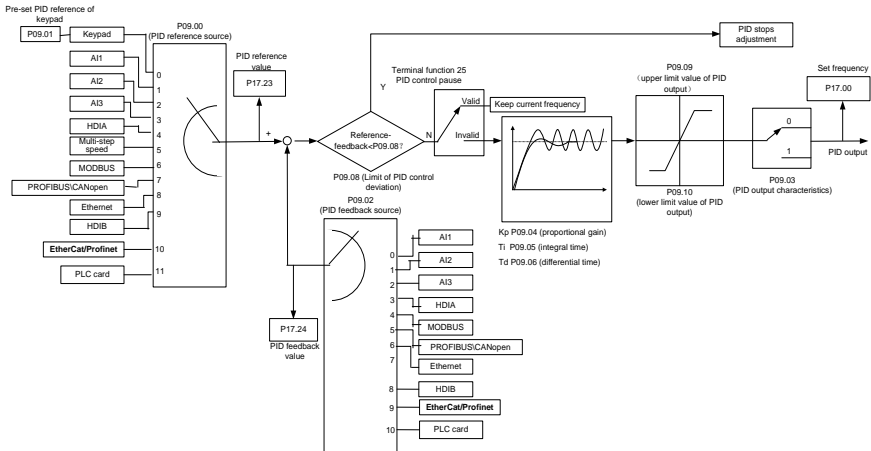 Pre-set PID reference of
keypad
P09.01
Keypad
AI1
AI2
AI3
HDIA
Multi-step
speed
MODBUS
PROFIBUS\CANopen
Ethernet
HDIB
EtherCat/Profinet
PLC card
P09.00
(PID reference source)
0
1
2
3
4
5
6
7
8
9
10
11
PID reference
value
P17.23
+
-
Y
N
Reference-
feedback<P09.08?
P09.08 (Limit of PID control
deviation)
PID stops
adjustment
Terminal function 25
PID control pause
Valid
Invalid
Keep current frequency
Kp P09.04 (proportional gain)
Ti P09.05 (integral time)
Td P09.06 (differential time)
P09.09
(upper limit value of PID
output)
P09.10
(lower limit value of PID
output)
0
1
P09.03
(PID output characteristics)
Set frequency
P17.00
PID output
P09.02
(PID feedback source)
0
1
2
3
4
5
6
7
8
9
10
AI1
AI2
AI3
HDIA
MODBUS
PROFIBUS\CANopen
Ethernet
HDIB
EtherCat/Profinet
PLC card
P17.24
PID feedback
value